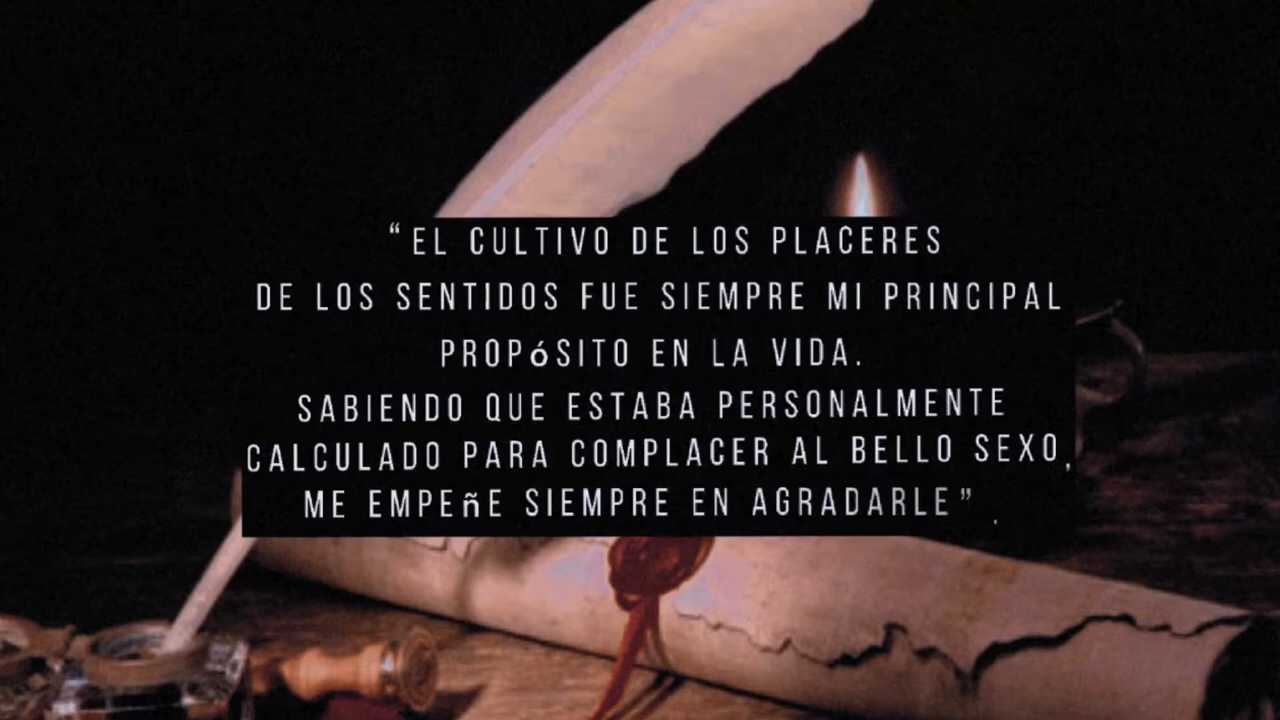 “EL CULTIVO DE LOS PLACERES
DE LOS SENTIDOS FUE SIEMPRE MI PRINCIPAL
PROPóSITO EN LA VIDA.
SABIENDO QUE ESTABA PERSONALMENTE
CALCULADO PARA COMPLACER AL BELLO SEXO,
ME EMPEñE SIEMPRE EN AGRADARLE” .